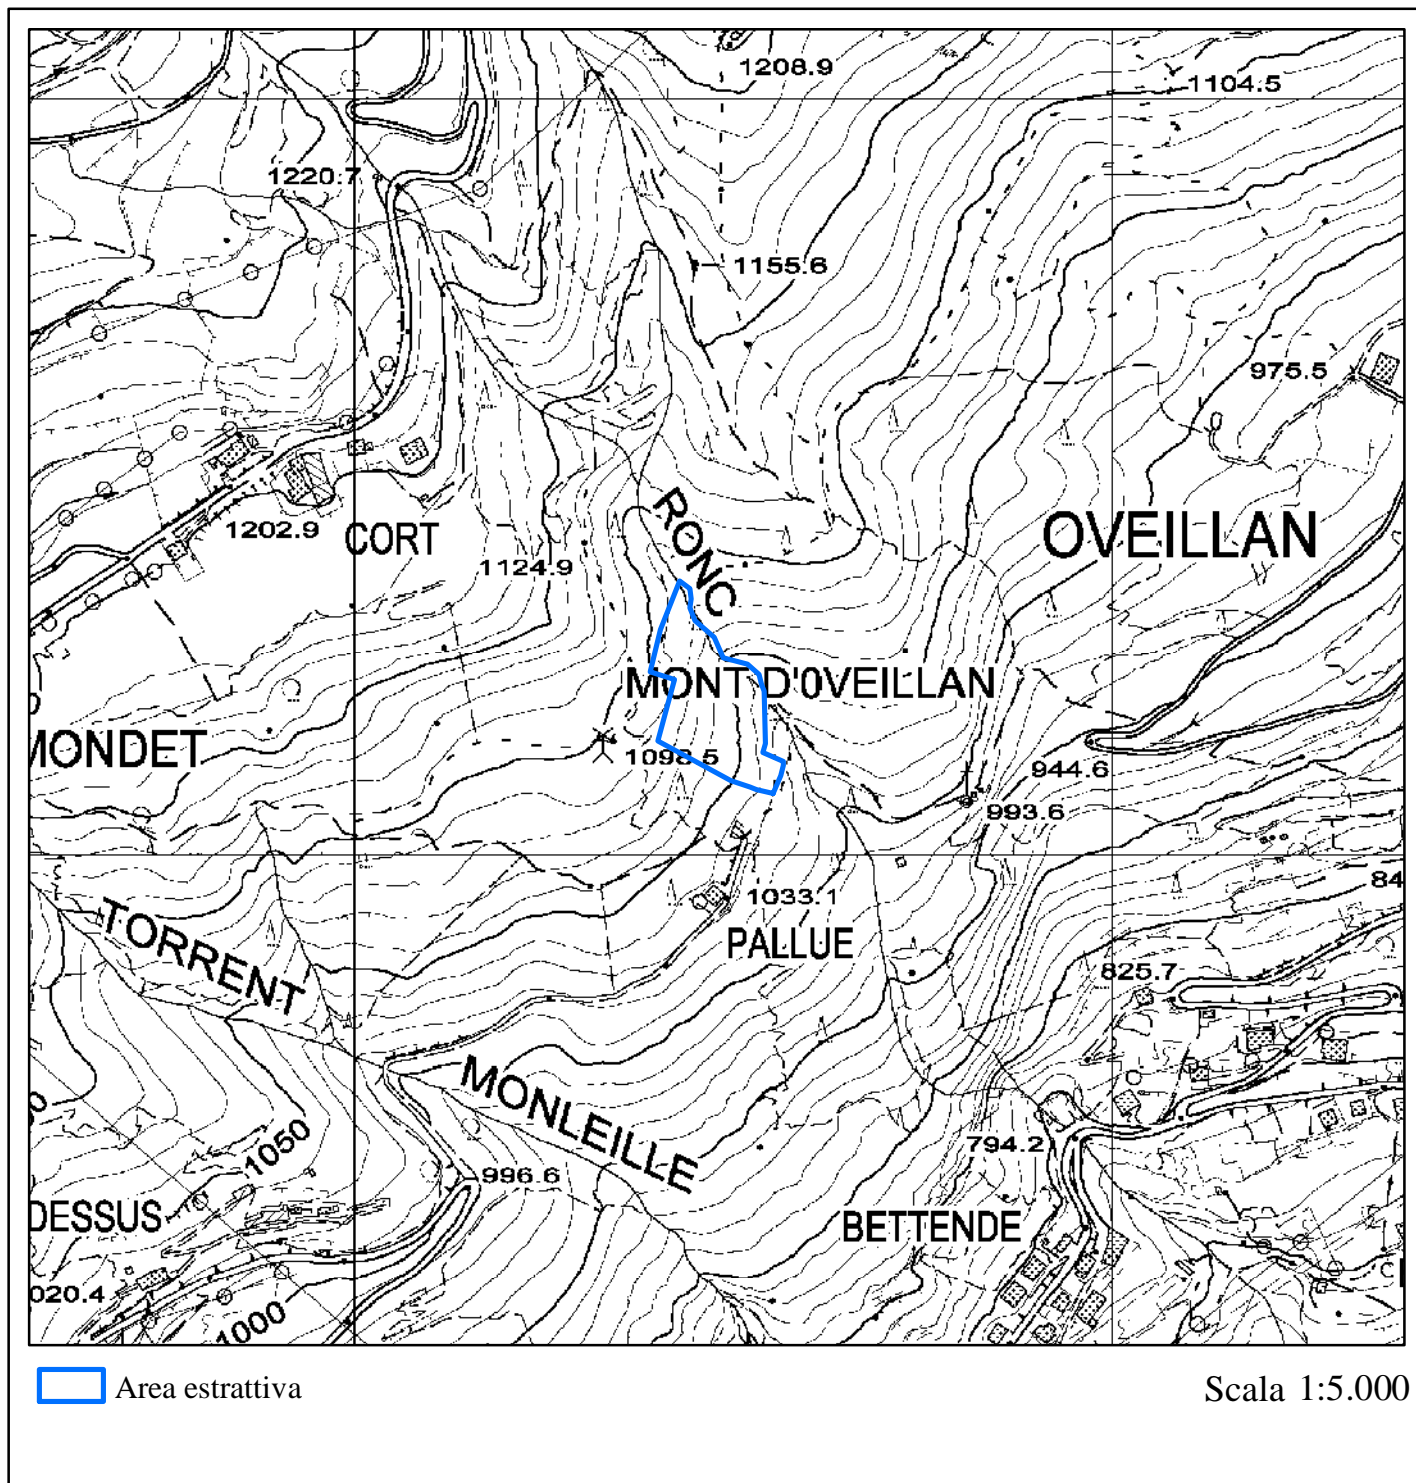 1208.9
1104.5
1220.7
1155.6
975.5
1202.9
CORT
1124.9
RONC
OVEILLAN
MONT D'0VEILLAN
MONDET
1098.5
944.6
993.6
84
1033.1
TORRENT
PALLUE
825.7
MONLEILLE
1050
996.6
794.2
DESSUS
BETTENDE
020.4
1000
Area estrattiva
Scala 1:5.000